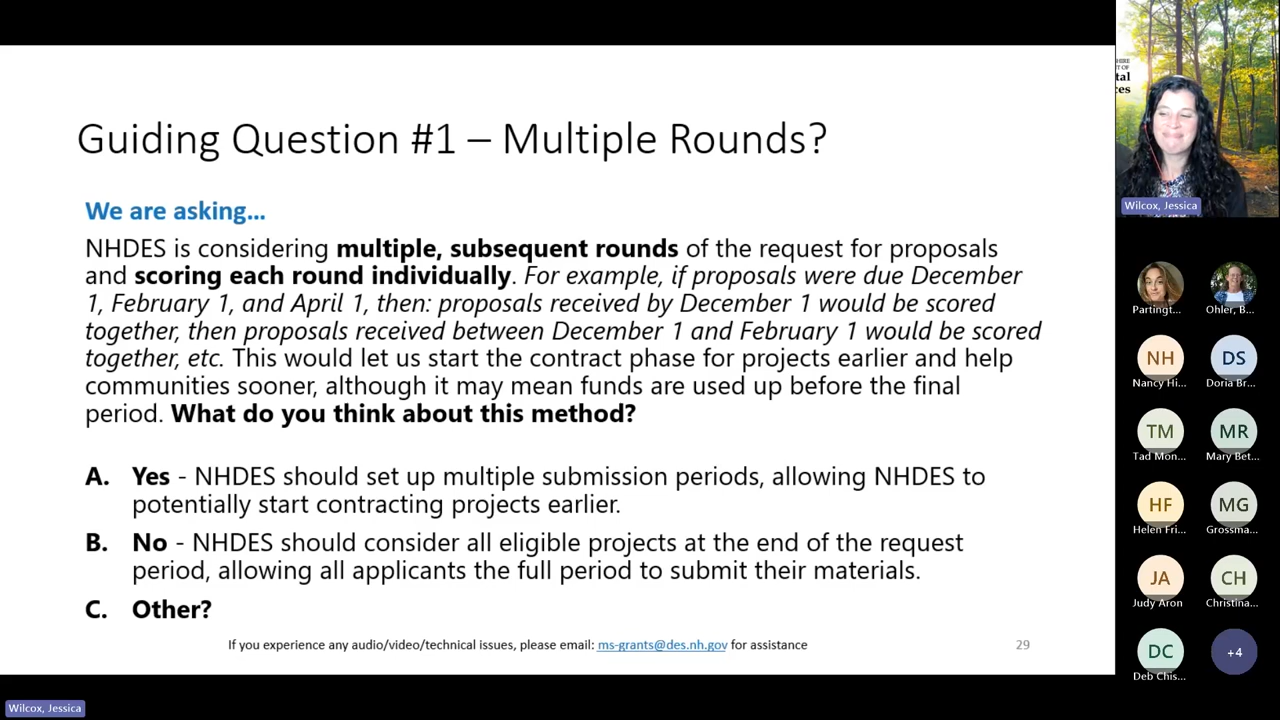 Guiding Question #1 – Multiple Rounds?
We are asking…
NHDES is considering multiple, subsequent rounds of the request for proposals
and scoring each round individually. For example, if proposals were due December
1, February 1, and April 1, then: proposals received by December 1 would be scored
together, then proposals received between December 1 and February 1 would be scored
together, etc. This would let us start the contract phase for projects earlier and help
communities sooner, although it may mean funds are used up before the final
period. What do you think about this method?
A. Yes - NHDES should set up multiple submission periods, allowing NHDES to
potentially start contracting projects earlier.
B. No - NHDES should consider all eligible projects at the end of the request
period, allowing all applicants the full period to submit their materials.
C. Other?
If you experience any audio/video/technical issues, please email: ms-grants@des.nh.gov for assistance
29
Wilcox, Jessica
HIRE
T OF
tal
ces
Wilcox, Jessica
Partingt...
Ohler, B...
NH
DS
Nancy Hi...
Doria Br...
TM
MR
Tad Mon...
Mary Bet...
HF
MG
Helen Fri...
Grossma...
JA
CH
Judy Aron
Christina...
DC
+4
Deb Chis...